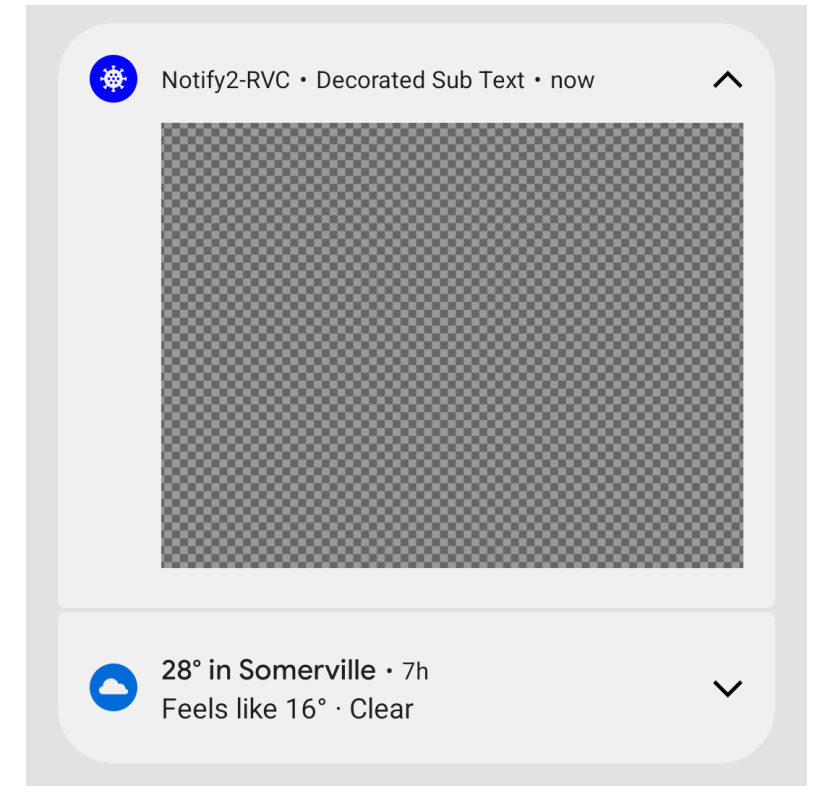 Notify2-RVC • Decorated Sub Text • now
28° in Somerville • 7h
Feels like 16° · Clear